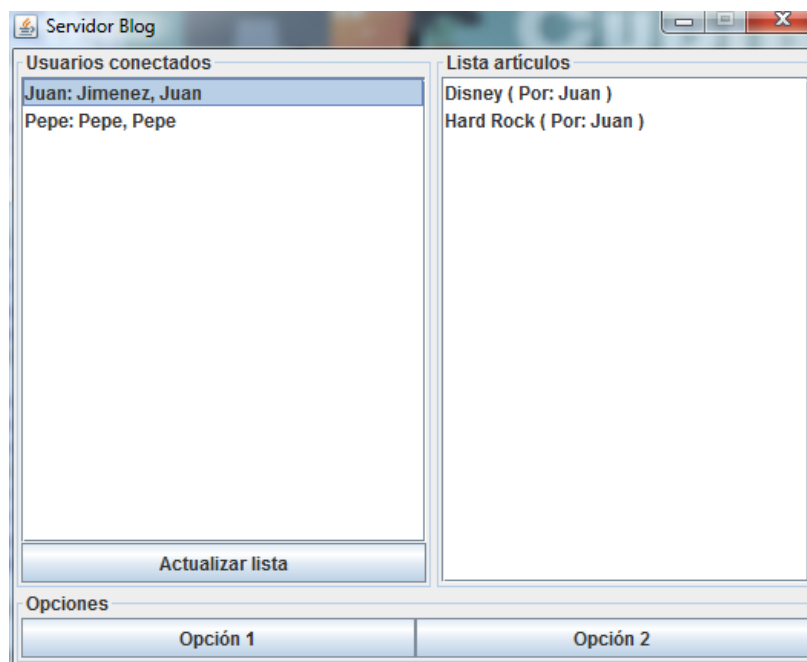 Servidor Blog
Usuarios conectados
Juan: Jimenez, Juan
Pepe: Pepe, Pepe
Actualizar lista
Lista artículos
Disney ( Por: Juan )
Hard Rock ( Por: Juan )
Opciones
Opción 1
Opción 2